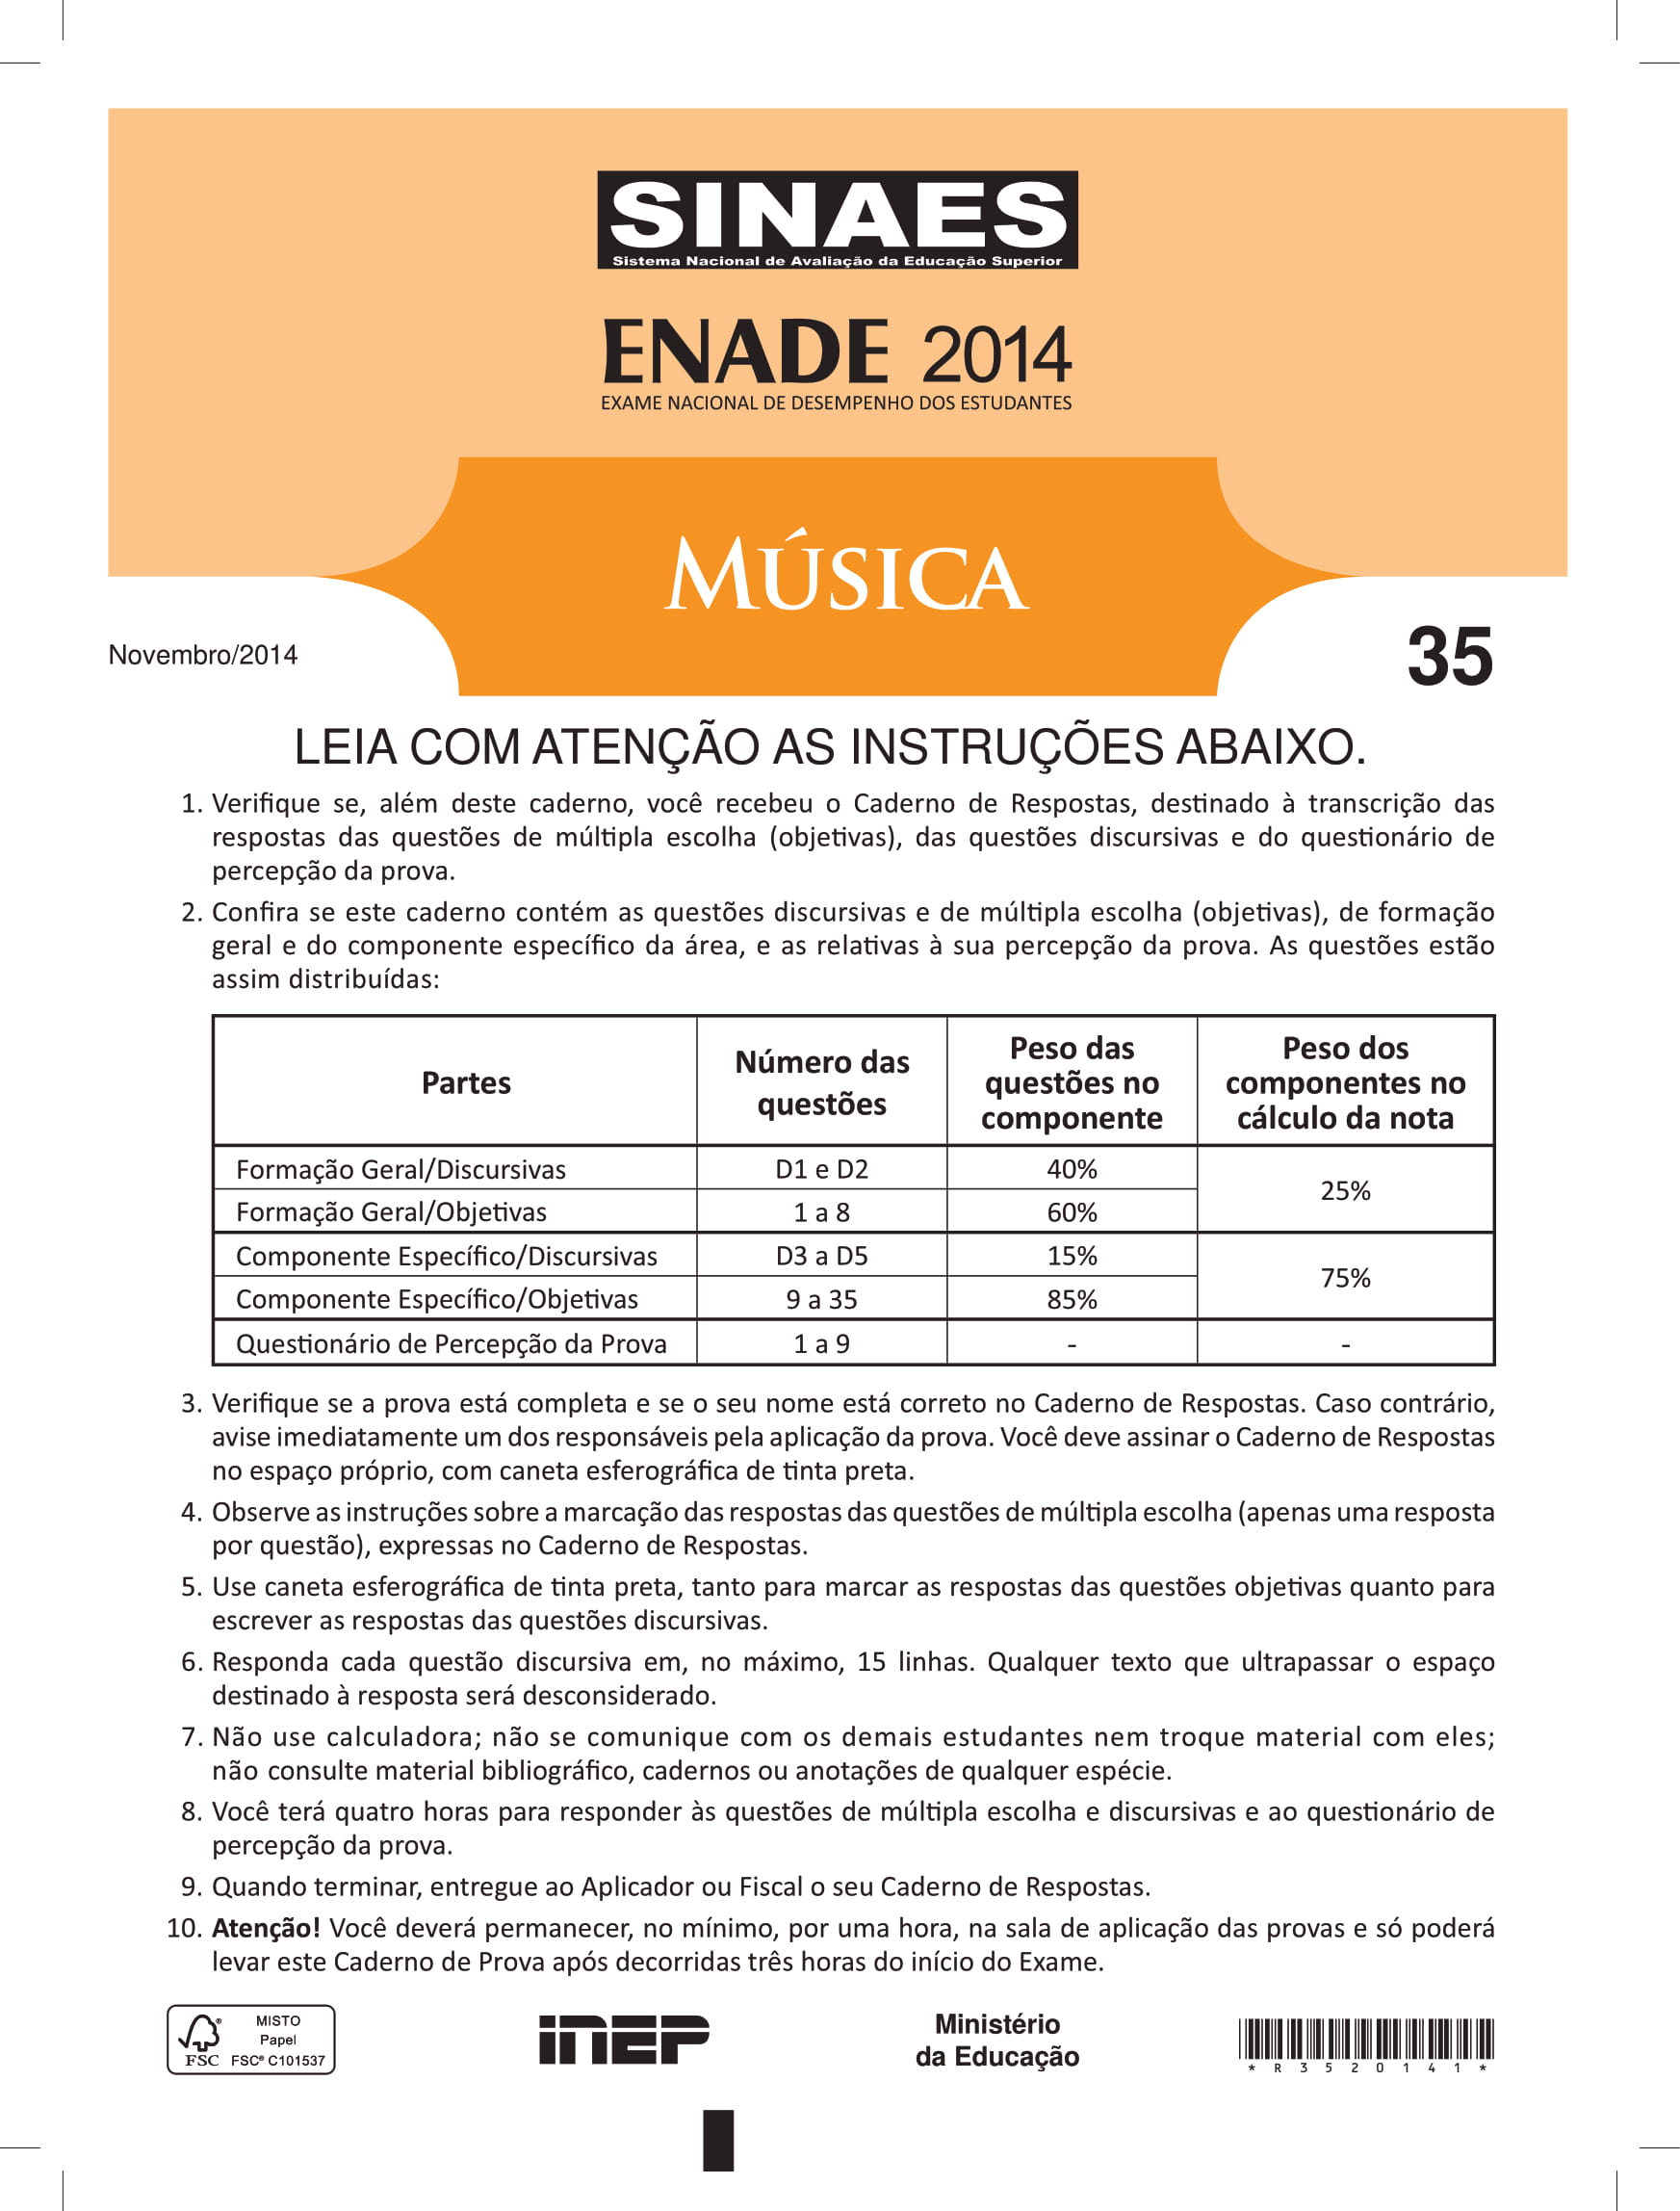 SINAES
Sistema Nacional de Avaliação da Educação Superior
ENADE 2014
EXAME NACIONAL DE DESEMPENHO DOS ESTUDANTES
MÚSICA
Novembro/2014
35
LEIA COM ATENÇÃO AS INSTRUÇÕES ABAIXO.
1. Verifique se, além deste caderno, você recebeu o Caderno de Respostas, destinado à transcrição das
respostas das questões de múltipla escolha (objetivas), das questões discursivas e do questionário de
percepção da prova.
2. Confira se este caderno contém as questões discursivas e de múltipla escolha (objetivas), de formação
geral e do componente específico da área, e as relativas à sua percepção da prova. As questões estão
assim distribuídas:
Partes
Número das
questões
Peso das
questões no
componente
Peso dos
componentes no
cálculo da nota
Formação Geral/Discursivas D1 e D2 40%
25%
Formação Geral/Objetivas 1 a 8 60%
Componente Específico/Discursivas D3 a D5 15%
75%
Componente Específico/Objetivas 9 a 35 85%
Questionário de Percepção da Prova 1 a 9 - -
3. Verifique se a prova está completa e se o seu nome está correto no Caderno de Respostas. Caso contrário,
avise imediatamente um dos responsáveis pela aplicação da prova. Você deve assinar o Caderno de Respostas
no espaço próprio, com caneta esferográfica de tinta preta.
4. Observe as instruções sobre a marcação das respostas das questões de múltipla escolha (apenas uma resposta
por questão), expressas no Caderno de Respostas.
5. Use caneta esferográfica de tinta preta, tanto para marcar as respostas das questões objetivas quanto para
escrever as respostas das questões discursivas.
6. Responda cada questão discursiva em, no máximo, 15 linhas. Qualquer texto que ultrapassar o espaço
destinado à resposta será desconsiderado.
7. Não use calculadora; não se comunique com os demais estudantes nem troque material com eles;
não consulte material bibliográfico, cadernos ou anotações de qualquer espécie.
8. Você terá quatro horas para responder às questões de múltipla escolha e discursivas e ao questionário de
percepção da prova.
9. Quando terminar, entregue ao Aplicador ou Fiscal o seu Caderno de Respostas.
10. Atenção! Você deverá permanecer, no mínimo, por uma hora, na sala de aplicação das provas e só poderá
levar este Caderno de Prova após decorridas três horas do início do Exame.
MISTO
Papel
FSC FSC® C101537
inep
Ministério
da Educação
* R 3 5 2 0 1 4 1 *